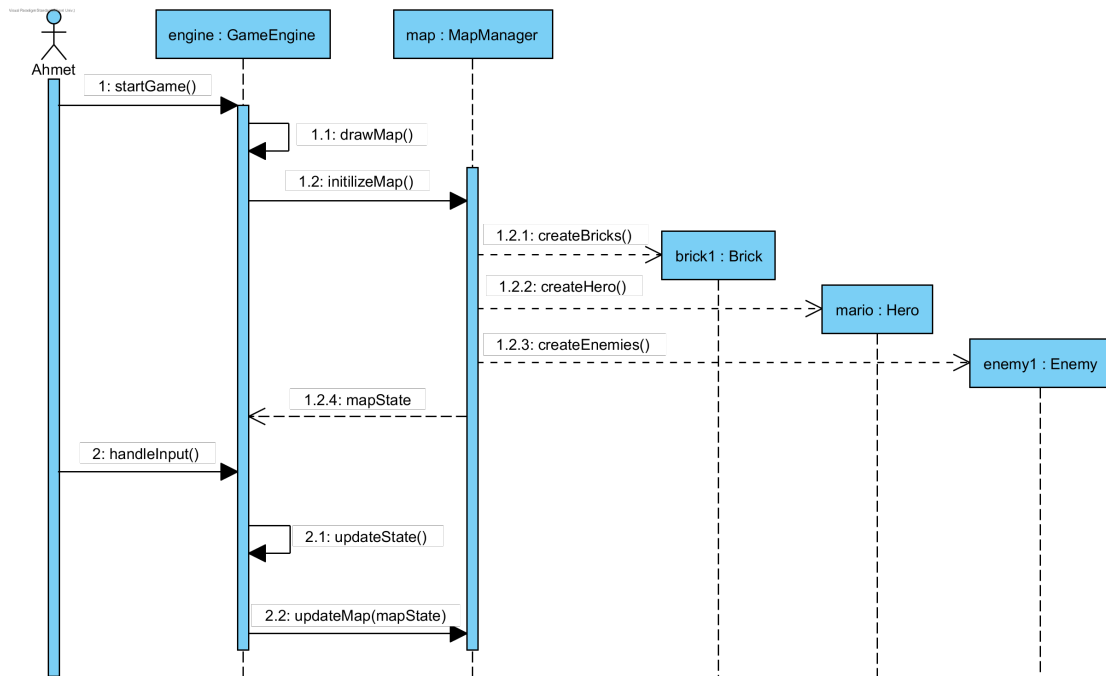 engine : GameEngine
map : MapManager
Ahmet
1: startGame()
1.1: drawMap()
1.2: initilizeMap()
1.2.1: createBricks()
brick1 : Brick
1.2.2: createHero()
mario : Hero
1.2.3: createEnemies()
enemy1 : Enemy
1.2.4: mapState
2: handleInput()
2.1: updateState()
2.2: updateMap(mapState)